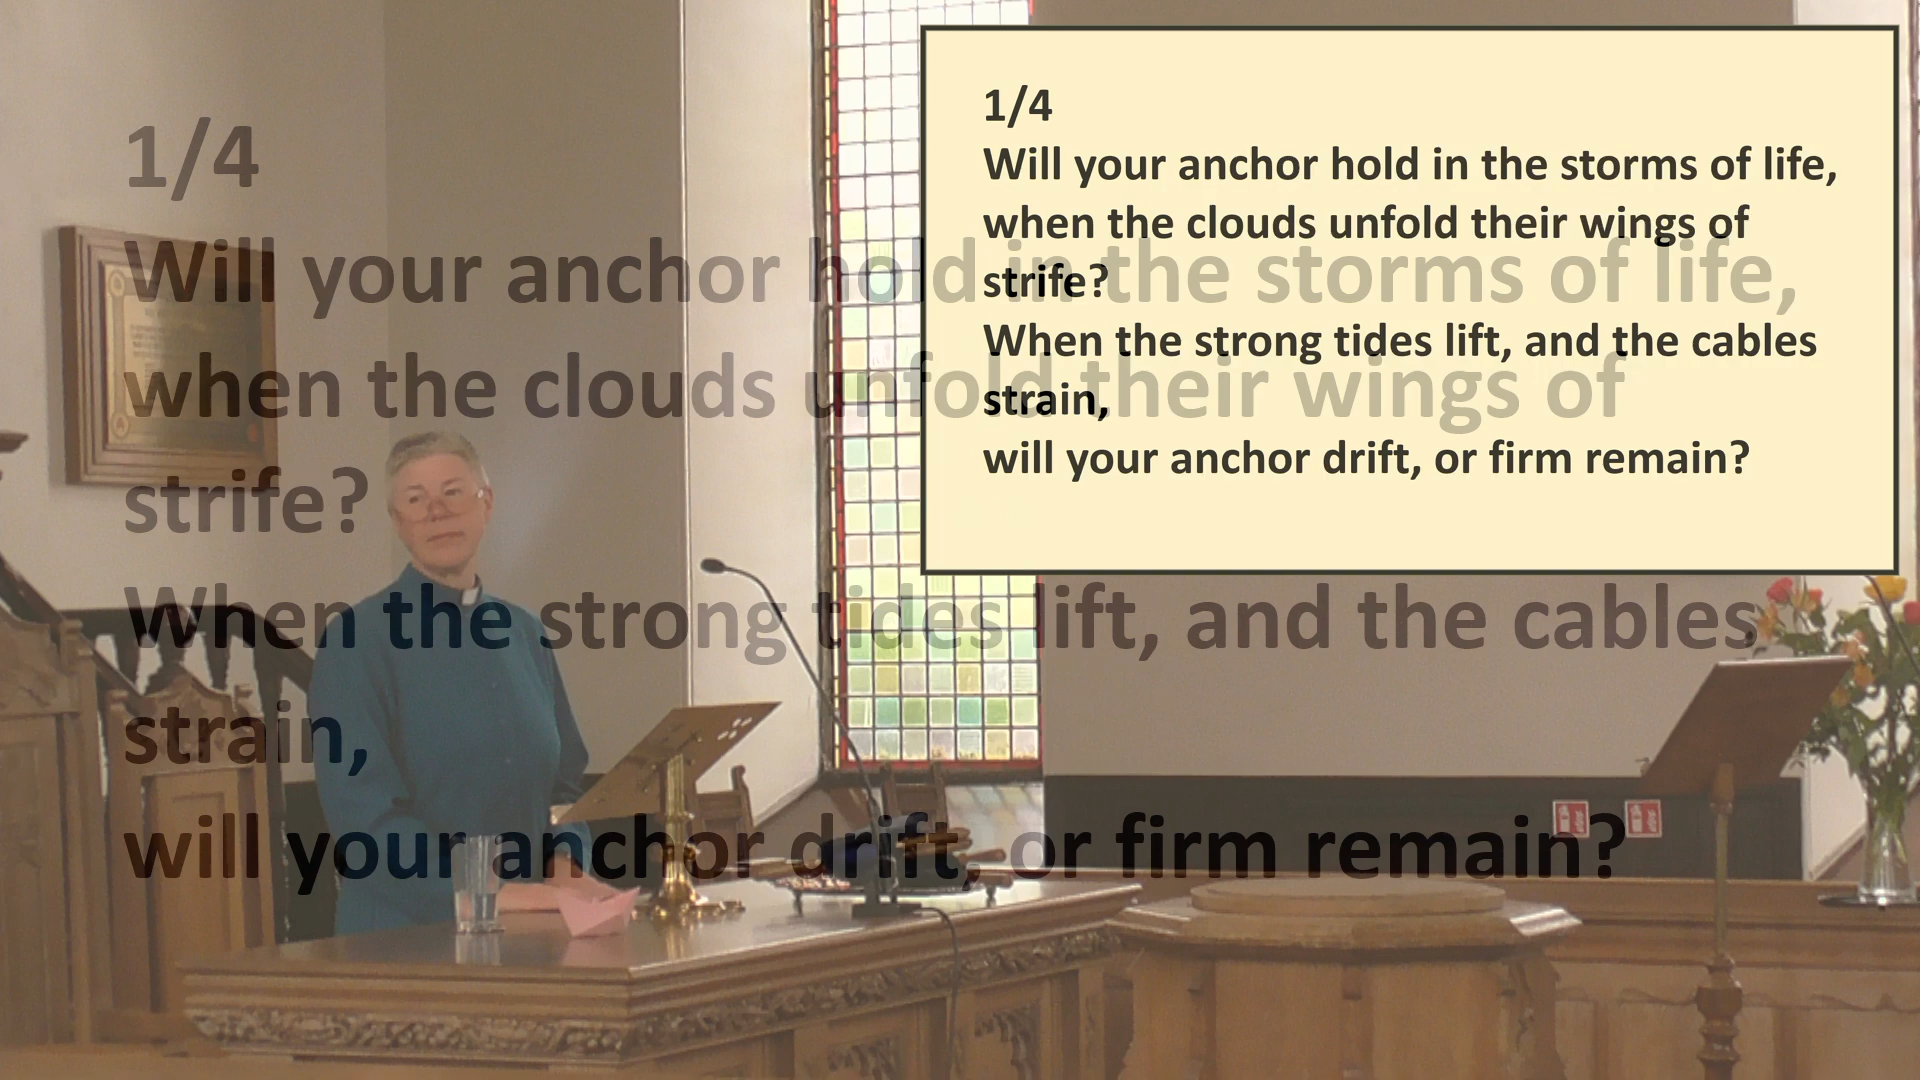 1/4
Will your anchor hold in the storms of life,
when the clouds unfold their wings of
strife?
When the strong tides lift, and the cables
strain,
will your anchor drift, or firm remain?
1/4
Will your anchor hold in the storms of life,
when the clouds unfold their wings of
strife?
When the strong tides lift, and the cables
strain,
will your anchor drift, or firm remain?